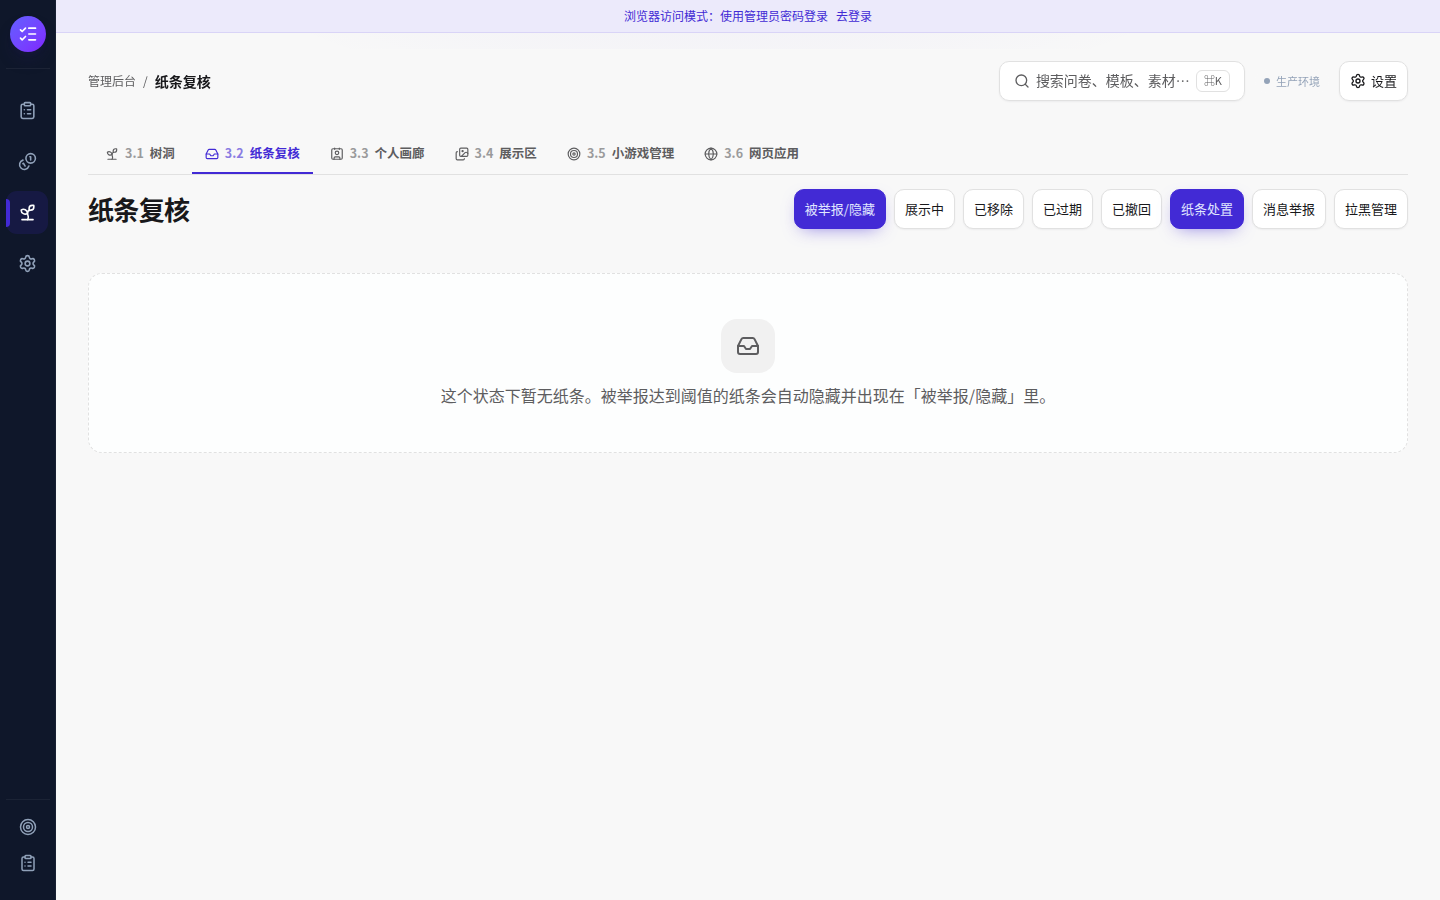 浏览器访问模式：使用管理员密码登录 去登录
管理后台 / 纸条复核
搜索问卷、模板、素材… ⌘K
生产环境
设置
3.1 树洞
3.2 纸条复核
3.3 个人画廊
3.4 展示区
3.5 小游戏管理
3.6 网页应用
纸条复核
被举报/隐藏
展示中
已移除
已过期
已撤回
纸条处置
消息举报
拉黑管理
这个状态下暂无纸条。被举报达到阈值的纸条会自动隐藏并出现在「被举报/隐藏」里。